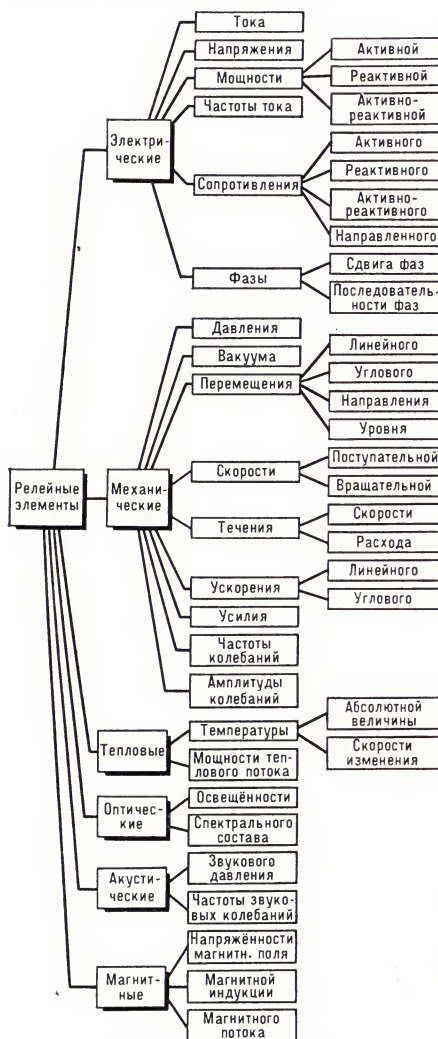 Релейные
элементы
Электри-
ческие
Тока
Напряжения
Мощности
Активной
Реактивной
Активно-
реактивной
Частоты тока
Сопротивления
Активного
Реактивного
Активно-
реактивного
Направленного
Фазы
Сдвига фаз
Последователь-
ности фаз
Механи-
ческие
Давления
Вакуума
Перемещения
Линейного
Углового
Направления
Уровня
Скорости
Поступательной
Вращательной
Течения
Скорости
Расхода
Ускорения
Линейного
Углового
Усилия
Частоты
колебаний
Амплитуды
колебаний
Тепловые
Температуры
Абсолютной
величины
Скорости
изменения
Мощности теп-
лового потока
Оптичес-
кие
Освещённости
Спектрального
состава
Акусти-
ческие
Звукового
давления
Частоты звуко-
вых колебаний
Магнит-
ные
Напряжённости
магнитн. поля
Магнитной
индукции
Магнитного
потока